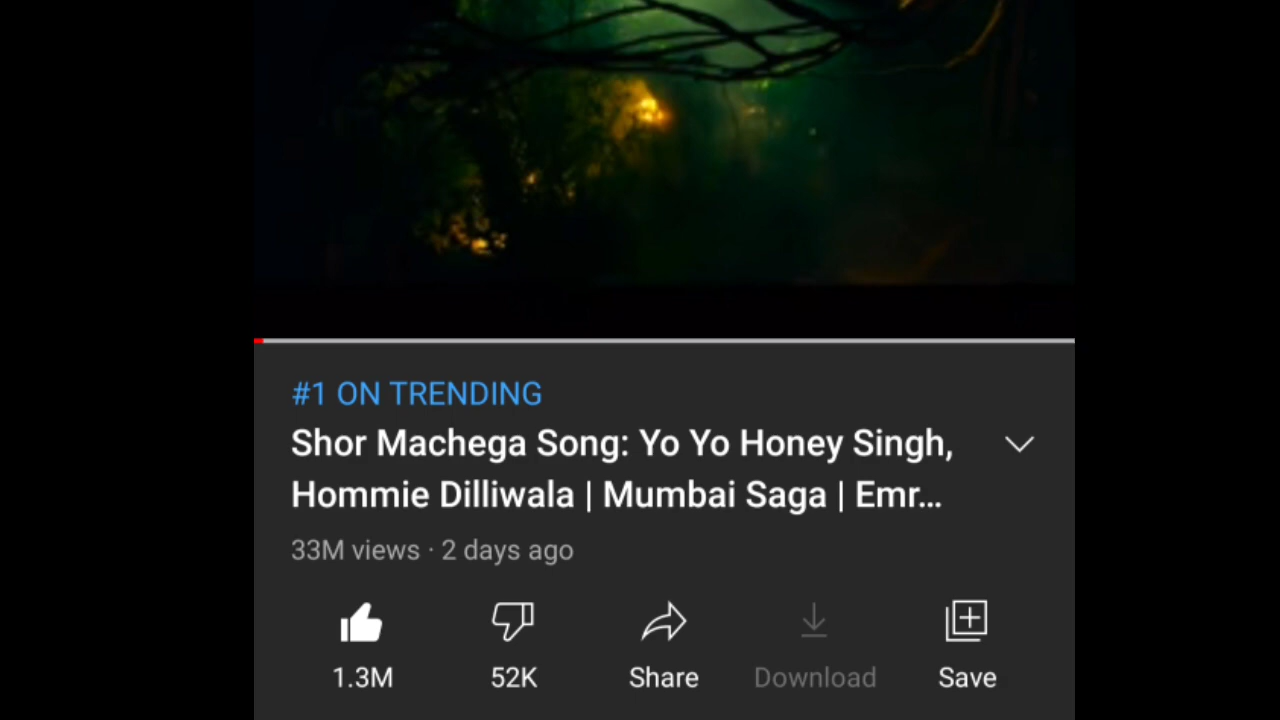 #1 ON TRENDING
Shor Machega Song: Yo Yo Honey Singh,
Hommie Dilliwala | Mumbai Saga | Emr...
33M views · 2 days ago
1.3M 52K Share Download Save